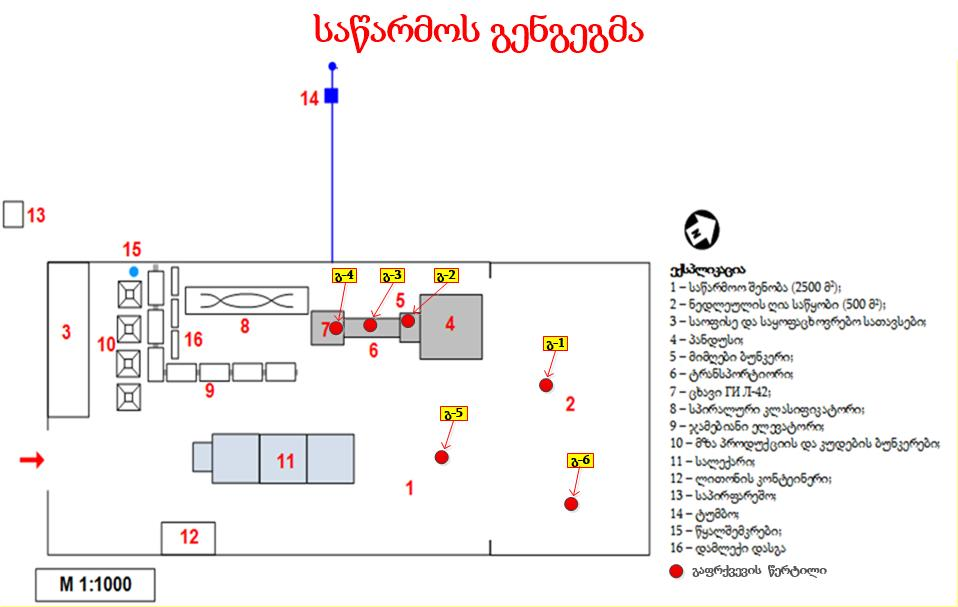 საწარმოს გენგეგმა
14
13
15
გ-4
გ-3
გ-2
3
10
16
8
7
6
5
4
გ-1
9
2
გ-5
11
1
გ-6
12
M 1:1000
N
ექსპლიკაცია
1 – საწარმოო შენობა (2500 მ²);
2 – ნედლეულის ღია საწყობი (500 მ²);
3 – საოფისე და საყოფაცხოვრებო სათავსები;
4 – პანდუსი;
5 – მიმღები ბუნკერი;
6 – ტრანსპორტიორი;
7 – ცხავი ГИЛ-42;
8 – სპირალური კლასიფიკატორი;
9 – ჯამებიანი ელევატორი;
10 – მზა პროდუქციის და კუდების ბუნკერები;
11 – სალექარი;
12 – ლითონის კონტეინერი;
13 – საპირფარეშო;
14 – ტუმბო;
15 – წყალშემკრები;
16 – დამლექი დასგა
გაფრქვევის წერტილი